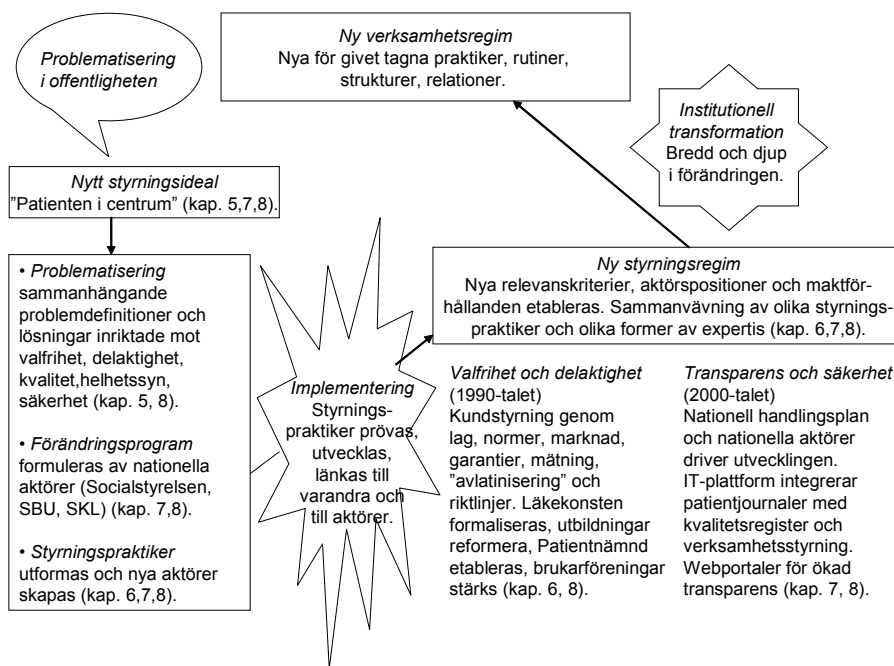 Problematisering
i offentligheten
Ny verksamhetsregim
Nya för givet tagna praktiker, rutiner,
strukturer, relationer.
Institutionell
transformation
Bredd och djup
i förändringen.
Nytt styrningsideal
”Patienten i centrum” (kap. 5,7,8).
• Problematisering
sammanhängande
problemdefinitioner och
lösningar inriktade mot
valfrihet, delaktighet,
kvalitet,helhetssyn,
säkerhet (kap. 5, 8).
• Förändringsprogram
formuleras av nationella
aktörer (Socialstyrelsen,
SBU, SKL) (kap. 7,8).
• Styrningspraktiker
utformas och nya aktörer
skapas (kap. 6,7,8).
Implementering
Styrnings-
praktiker prövas,
utvecklas,
länkas till
varandra och
till aktörer.
Ny styrningsregim
Nya relevanskriterier, aktörspositioner och maktför-
hållanden etableras. Sammanvävning av olika styrnings-
praktiker och olika former av expertis (kap. 6,7,8).
Valfrihet och delaktighet
(1990-talet)
Kundstyrning genom
lag, normer, marknad,
garantier, mätning,
”avlatinisering” och
riktlinjer. Läkekonsten
formaliseras, utbildningar
reformera, Patientnämnd
etableras, brukarföreningar
stärks (kap. 6, 8).
Transparens och säkerhet
(2000-talet)
Nationell handlingsplan
och nationella aktörer
driver utvecklingen.
IT-plattform integrerar
patientjournaler med
kvalitetsregister och
verksamhetsstyrning.
Webportaler för ökad
transparens (kap. 7, 8).